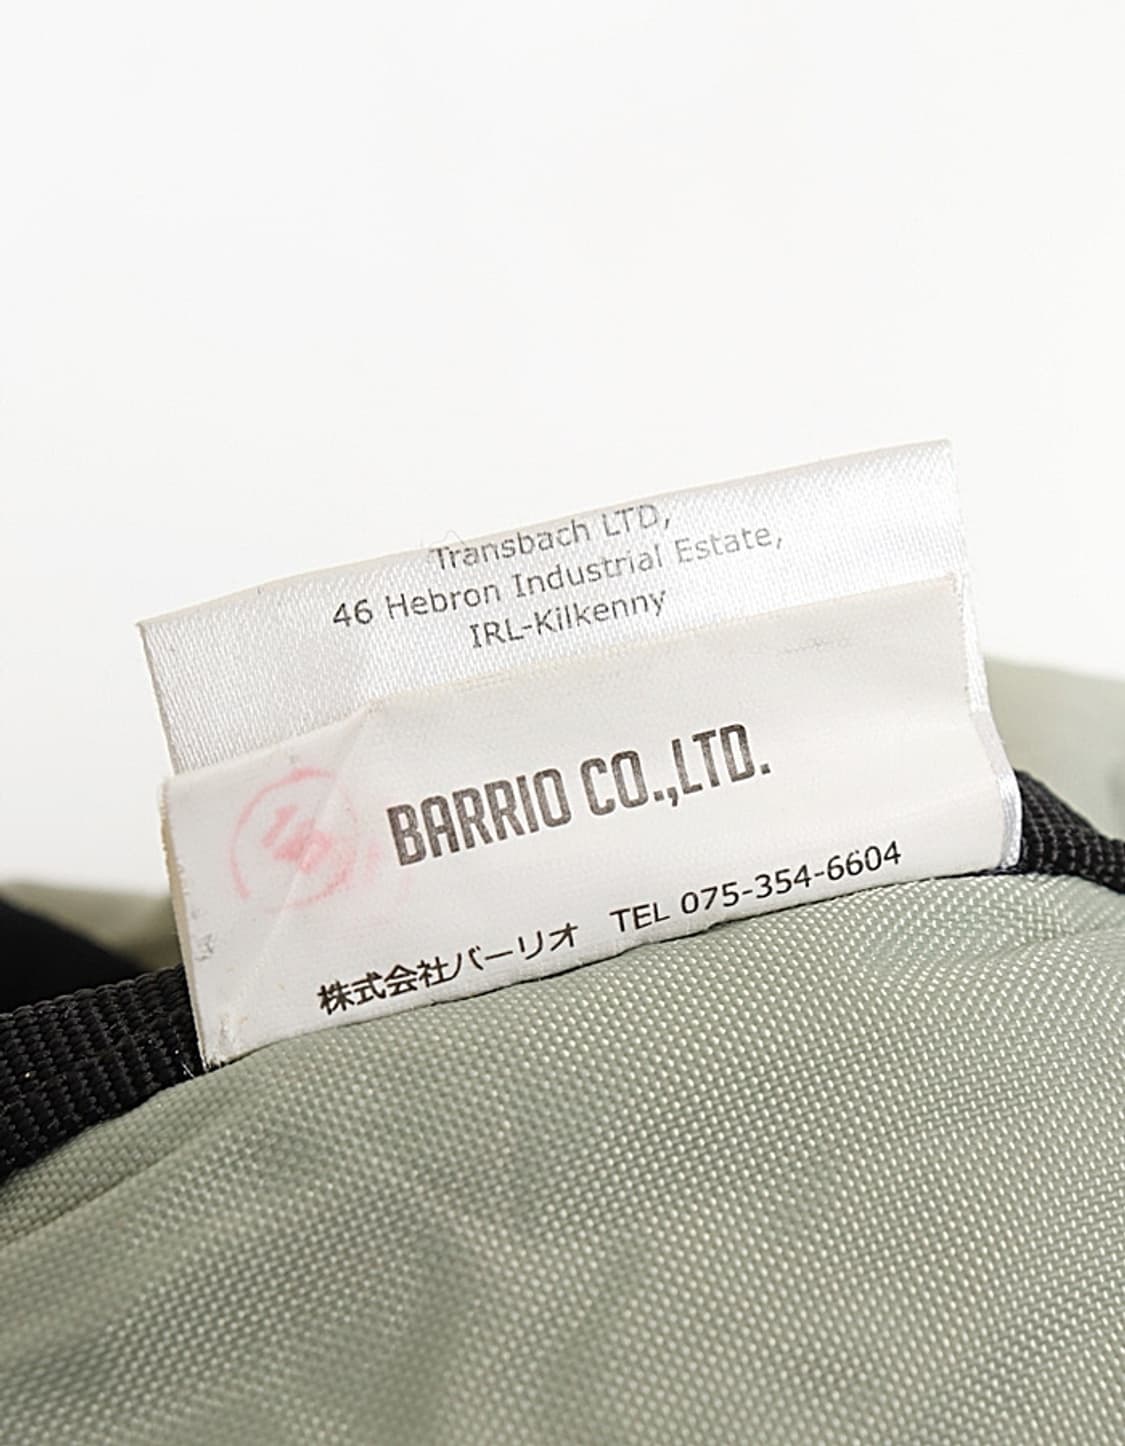 Transbach LTD,
46 Hebron Industrial Estate,
IRL-Kilkenny
BARRIO CO.,LTD.
株式会社バーリオ TEL 075-354-6604